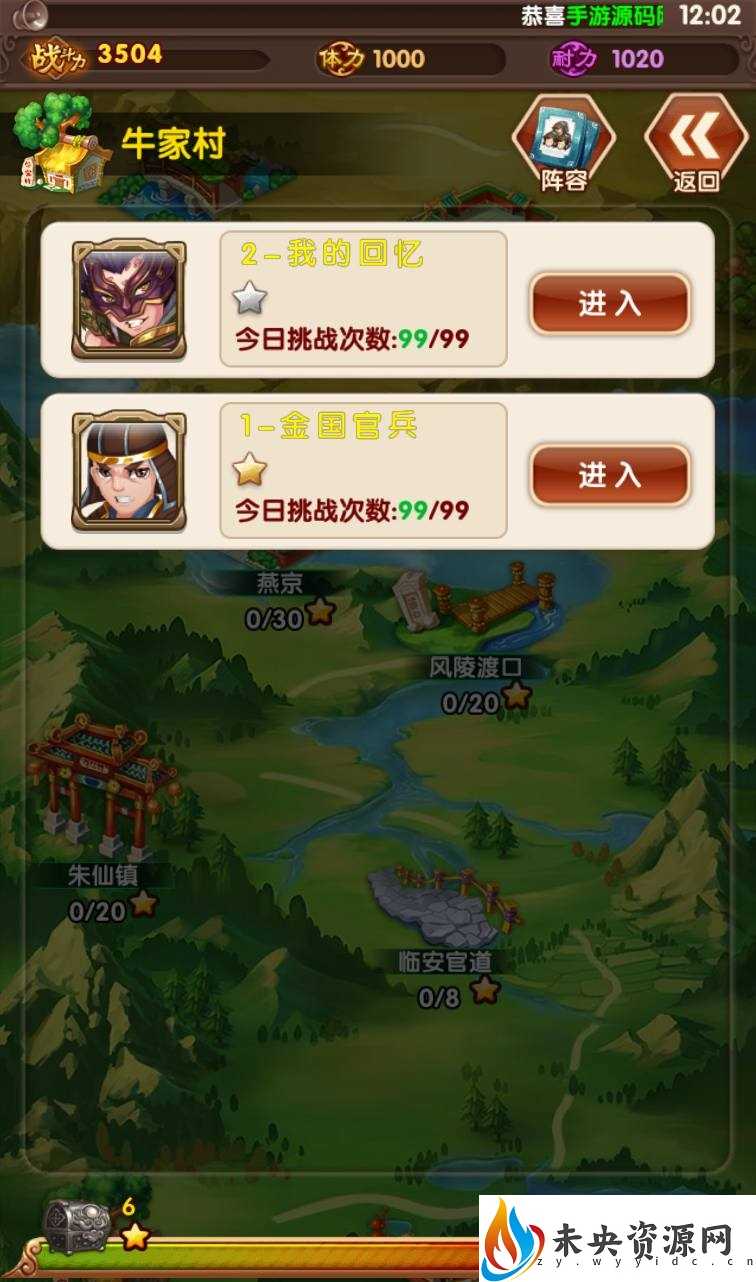 恭喜手游源码 12:02
战斗力 3504 体力 1000 耐力 1020
牛家村
阵容 返回
2-我的回忆
今日挑战次数:99/99
进入
1-金国官兵
今日挑战次数:99/99
进入
燕京
0/30
风陵渡口
0/20
朱仙镇
0/20
临安官道
0/8
6
未央资源网
zy.wyyidc.cn